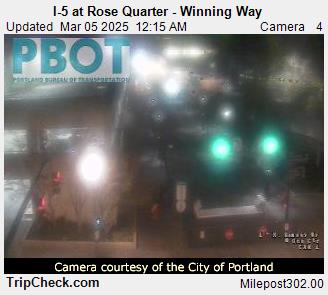 I-5 at Rose Quarter - Winning Way
Updated Mar 05 2025 12:15 AM Camera 4
PBOT
PORTLAND BUREAU OF TRANSPORTATION
Camera courtesy of the City of Portland
TripCheck.com Milepost302.00